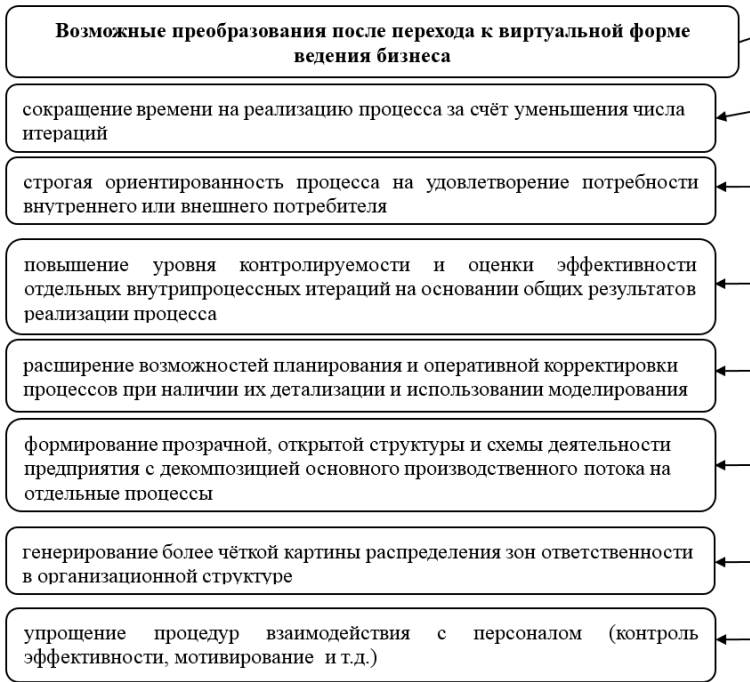 Возможные преобразования после перехода к виртуальной форме
ведения бизнеса
сокращение времени на реализацию процесса за счёт уменьшения числа
итераций
строгая ориентированность процесса на удовлетворение потребности
внутреннего или внешнего потребителя
повышение уровня контролируемости и оценки эффективности
отдельных внутрипроцессных итераций на основании общих результатов
реализации процесса
расширение возможностей планирования и оперативной корректировки
процессов при наличии их детализации и использовании моделирования
формирование прозрачной, открытой структуры и схемы деятельности
предприятия с декомпозицией основного производственного потока на
отдельные процессы
генерирование более чёткой картины распределения зон ответственности
в организационной структуре
упрощение процедур взаимодействия с персоналом (контроль
эффективности, мотивирование и т.д.)